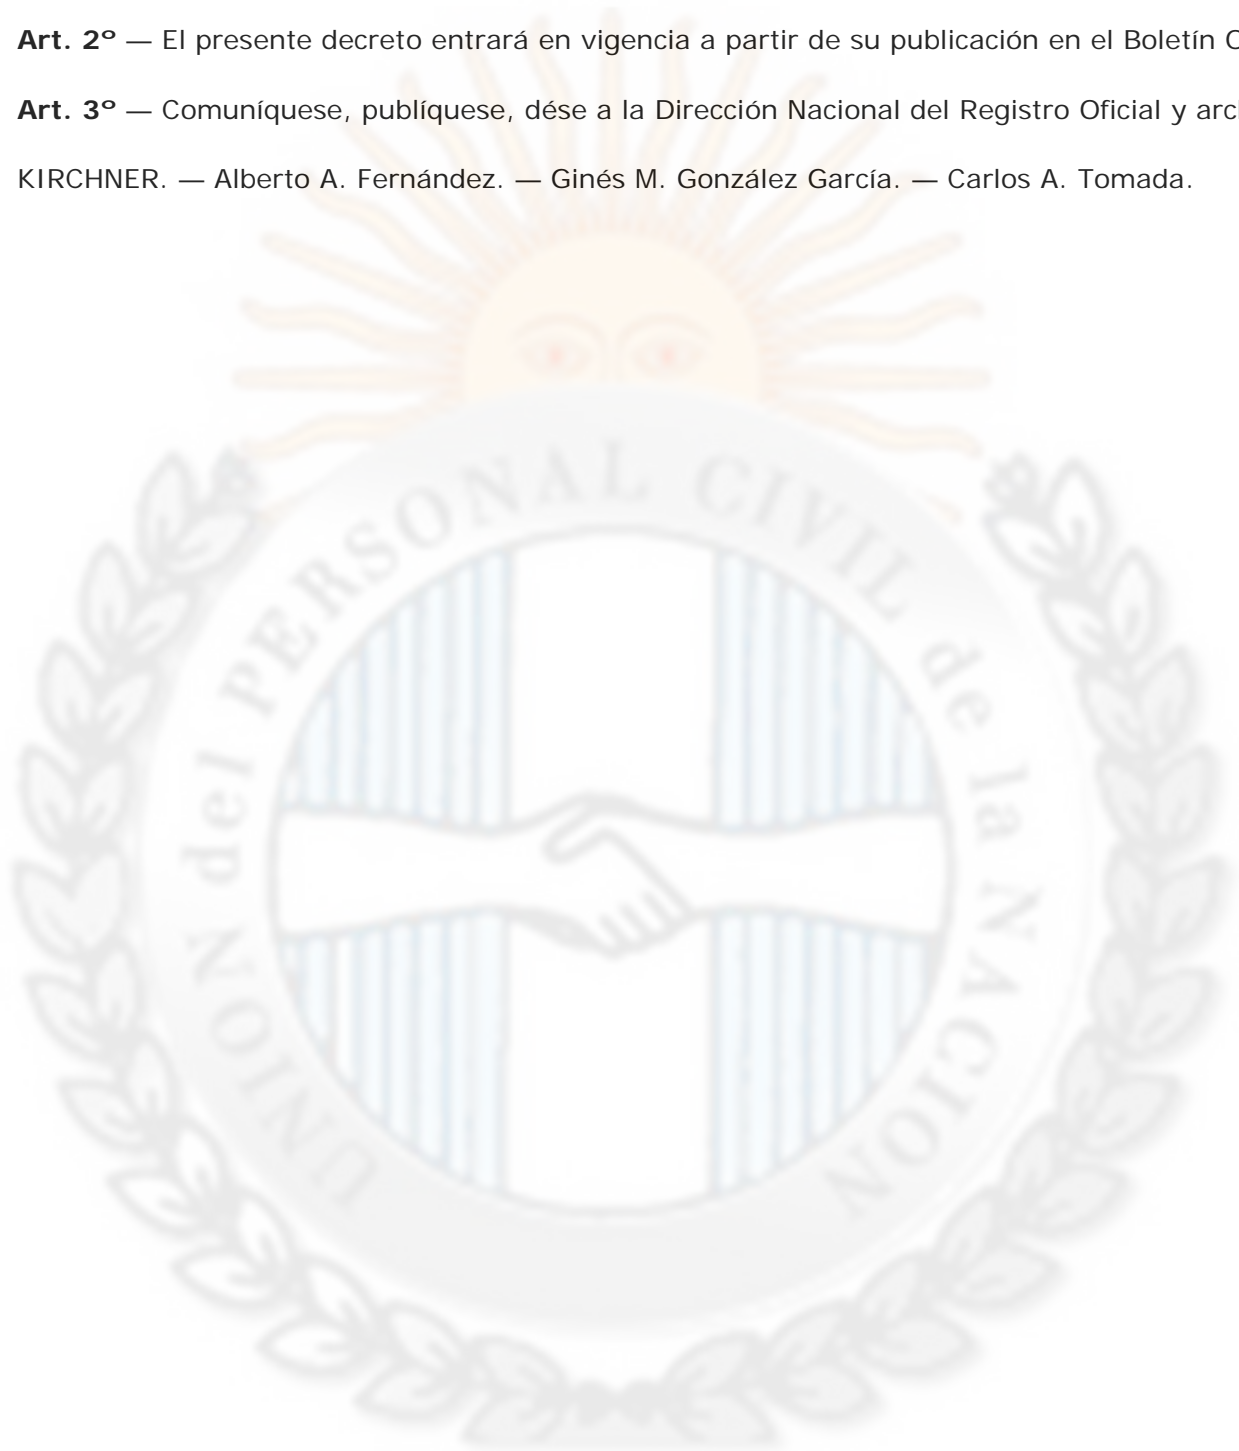 Art. 2º — El presente decreto entrará en vigencia a partir de su publicación en el Boletín
Art. 3º — Comuníquese, publíquese, dése a la Dirección Nacional del Registro Oficial y
KIRCHNER. — Alberto A. Fernández. — Ginés M. González García. — Carlos A. Tomada.
UNION del PERSONAL CIVIL de la NACION